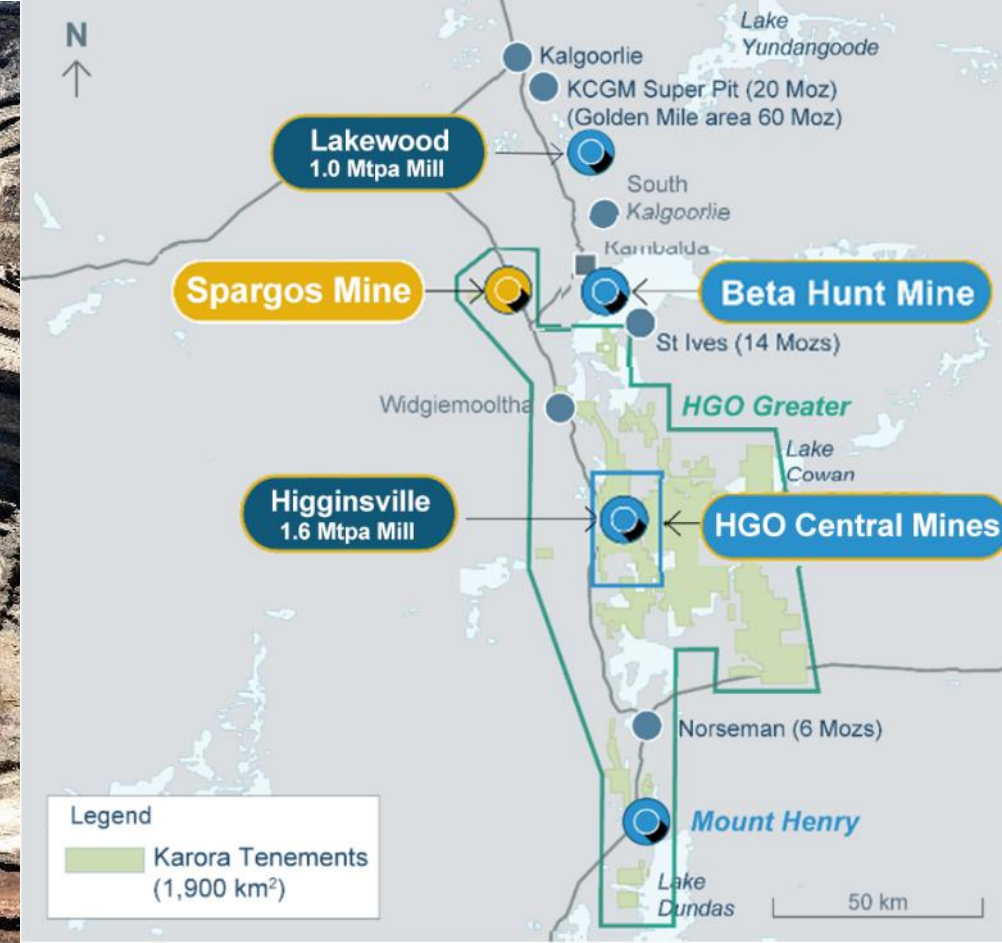 N
Lake
Yundangoode
Kalgoorlie
KCGM Super Pit (20 Moz)
(Golden Mile area 60 Moz)
Lakewood
1.0 Mtpa Mill
South
Kalgoorlie
Kambalda
Spargos Mine
Beta Hunt Mine
St Ives (14 Mozs)
Widgiemooltha
HGO Greater
Lake
Cowan
Higginsville
1.6 Mtpa Mill
HGO Central Mines
Norseman (6 Mozs)
Mount Henry
Legend
Karora Tenements
(1,900 km²)
Lake
Dundas
50 km